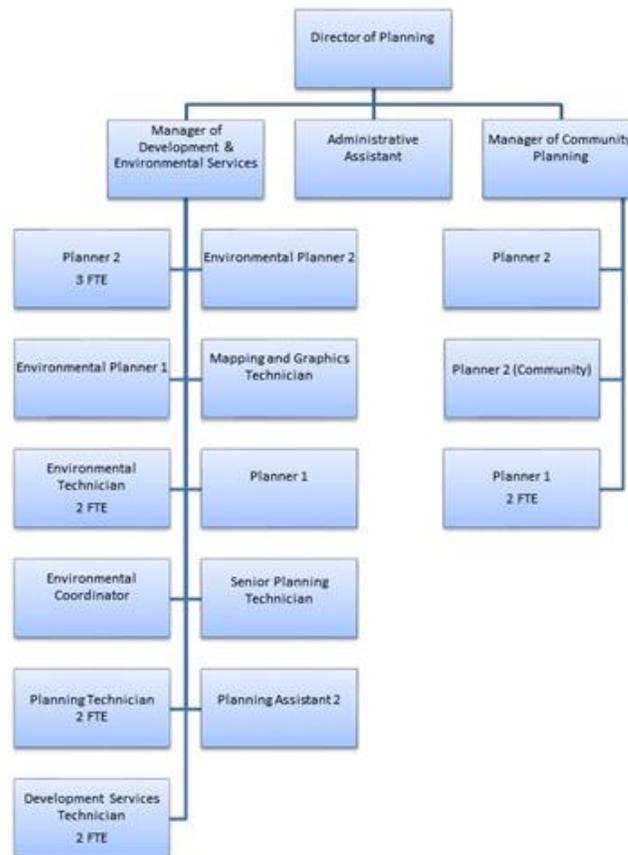 Director of Planning
Manager of
Development &
Environmental Services
Administrative
Assistant
Manager of Community
Planning
Planner 2
3 FTE
Environmental Planner 2
Planner 2
Environmental Planner 1
Mapping and Graphics
Technician
Planner 2 (Community)
Environmental
Technician
2 FTE
Planner 1
Planner 1
2 FTE
Environmental
Coordinator
Senior Planning
Technician
Planning Technician
2 FTE
Planning Assistant 2
Development Services
Technician
2 FTE